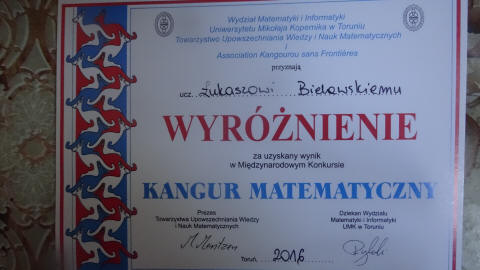 Wydział Matematyki i Informatyki
Uniwersytetu Mikołaja Kopernika w Toruniu
Towarzystwo Upowszechniania Wiedzy i Nauk Matematycznych
i
Association Kangourou sans Frontières
przyznają
ucz. Łukaszowi Bielawskiemu
WYRÓŻNIENIE
za uzyskany wynik
w Międzynarodowym Konkursie
KANGUR MATEMATYCZNY
Prezes
Towarzystwa Upowszechniania Wiedzy
i Nauk Matematycznych
M. Mentzen
Dziekan Wydziału
Matematyki i Informatyki
UMK w Toruniu
Toruń, 2016